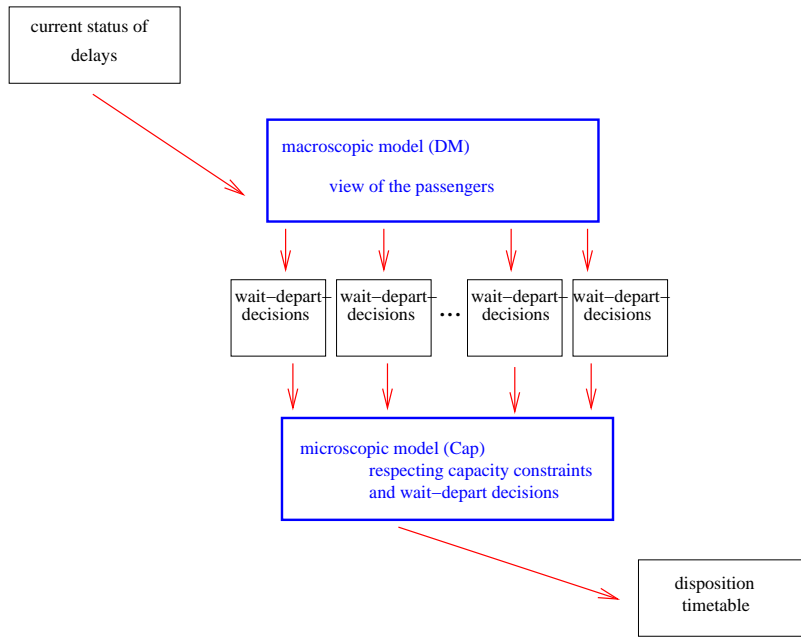 current status of
delays
macroscopic model (DM)
view of the passengers
wait−depart−
decisions
wait−depart−
decisions
...
wait−depart−
decisions
wait−depart−
decisions
microscopic model (Cap)
respecting capacity constraints
and wait−depart decisions
disposition
timetable